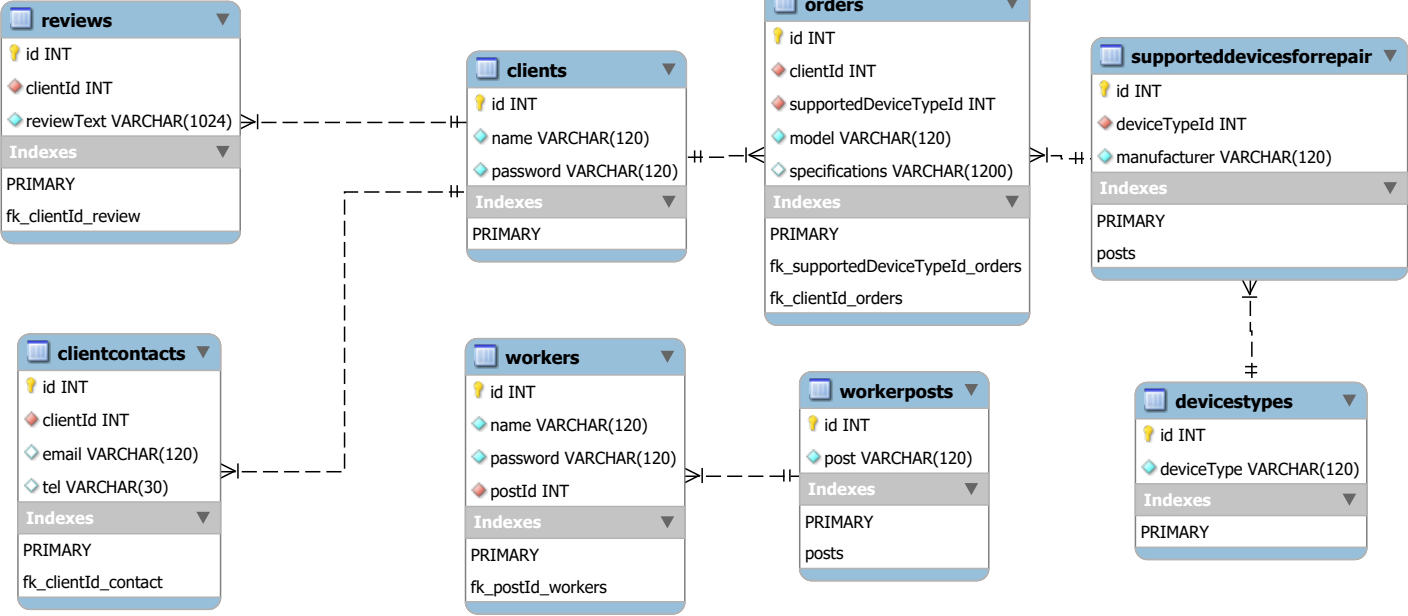 reviews
id INT
clientId INT
reviewText VARCHAR(1024)
Indexes
PRIMARY
fk_clientId_review
clients
id INT
name VARCHAR(120)
password VARCHAR(120)
Indexes
PRIMARY
orders
id INT
clientId INT
supportedDeviceTypeId INT
model VARCHAR(120)
specifications VARCHAR(1200)
Indexes
PRIMARY
fk_supportedDeviceTypeId_orders
fk_clientId_orders
supporteddevicesforrepair
id INT
deviceTypeId INT
manufacturer VARCHAR(120)
Indexes
PRIMARY
posts
clientcontacts
id INT
clientId INT
email VARCHAR(120)
tel VARCHAR(30)
Indexes
PRIMARY
fk_clientId_contact
workers
id INT
name VARCHAR(120)
password VARCHAR(120)
postId INT
Indexes
PRIMARY
fk_postId_workers
workerposts
id INT
post VARCHAR(120)
Indexes
PRIMARY
posts
devicestypes
id INT
deviceType VARCHAR(120)
Indexes
PRIMARY